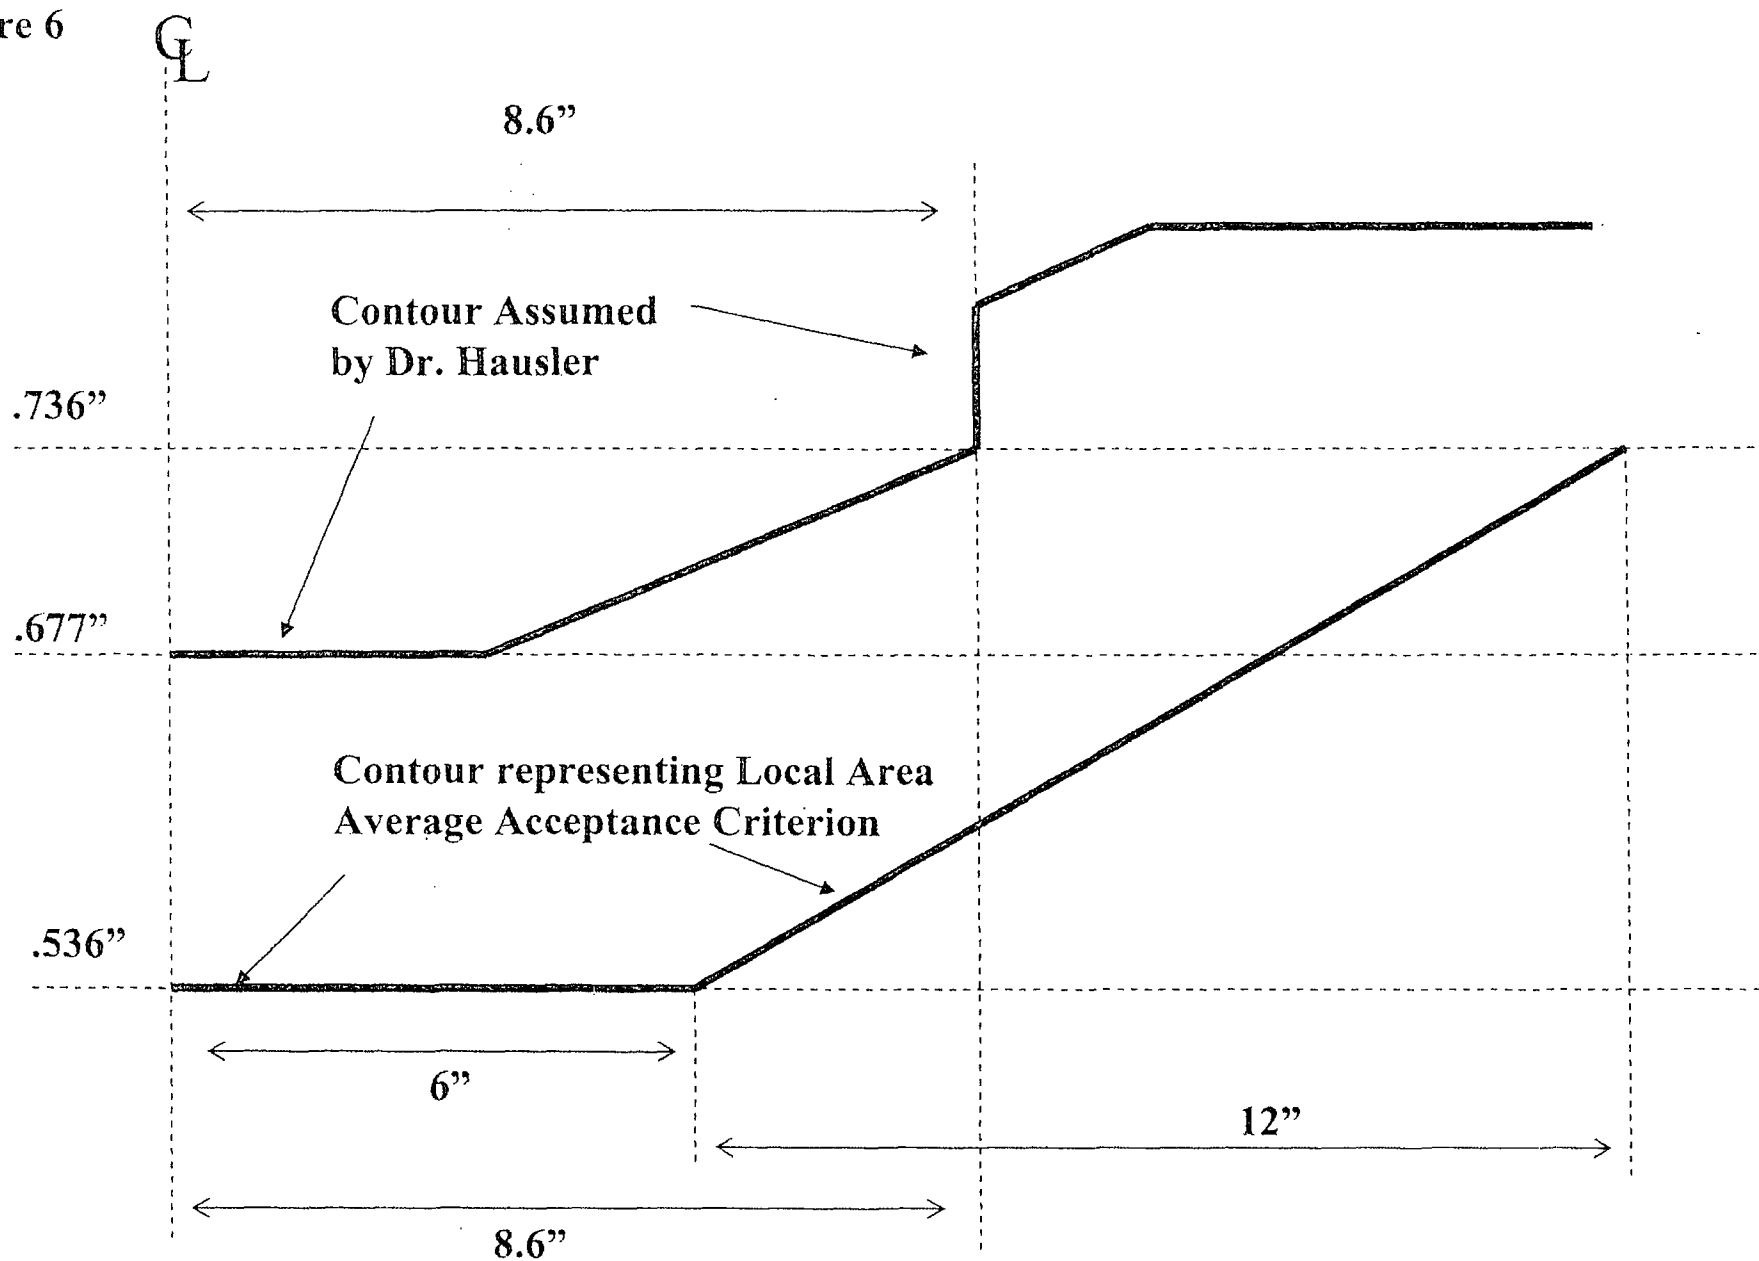 re 6
CL
8.6”
Contour Assumed
by Dr. Hausler
.736”
.677”
Contour representing Local Area
Average Acceptance Criterion
.536”
6”
12”
8.6”